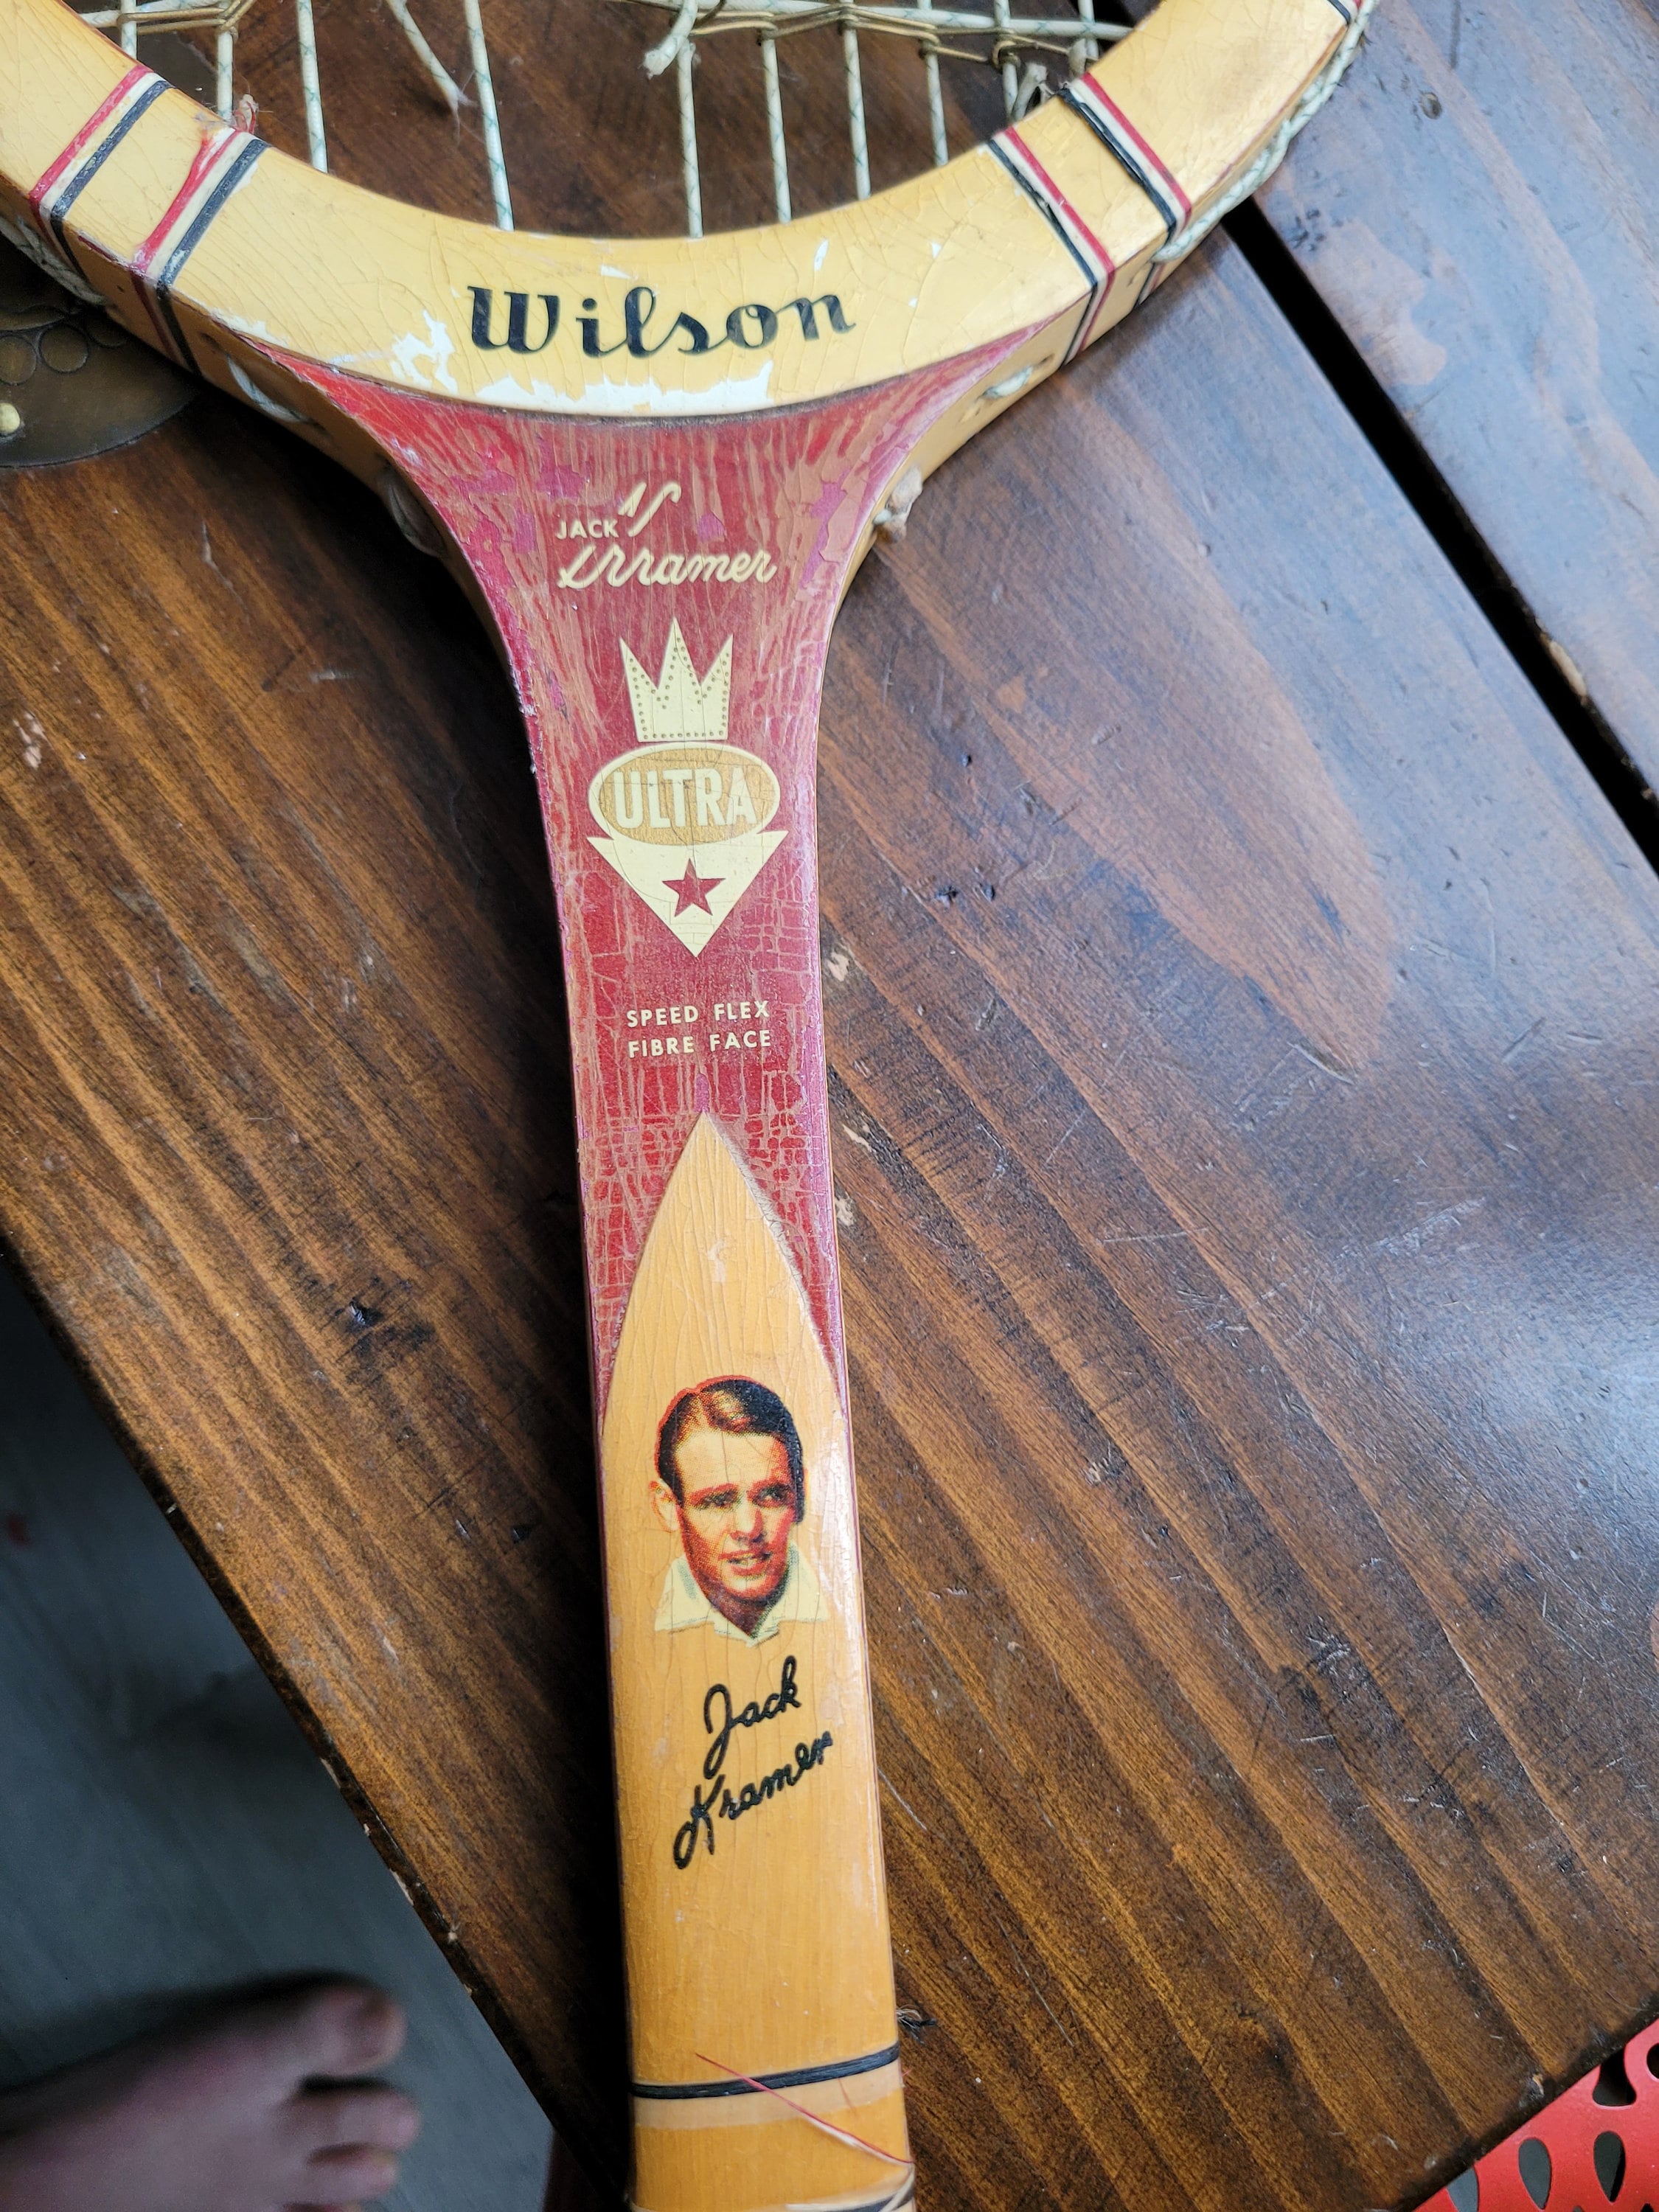 Wilson
JACK
Kramer
ULTRA
SPEED FLEX
FIBRE FACE
Jack
Kramer